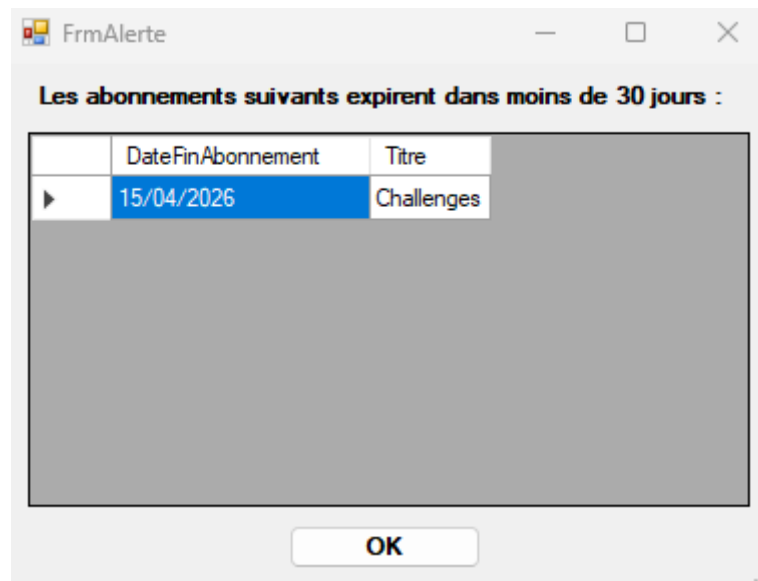 FrmAlerte
Les abonnements suivants expirent dans moins de 30 jours :
DateFinAbonnement Titre
15/04/2026 Challenges
OK